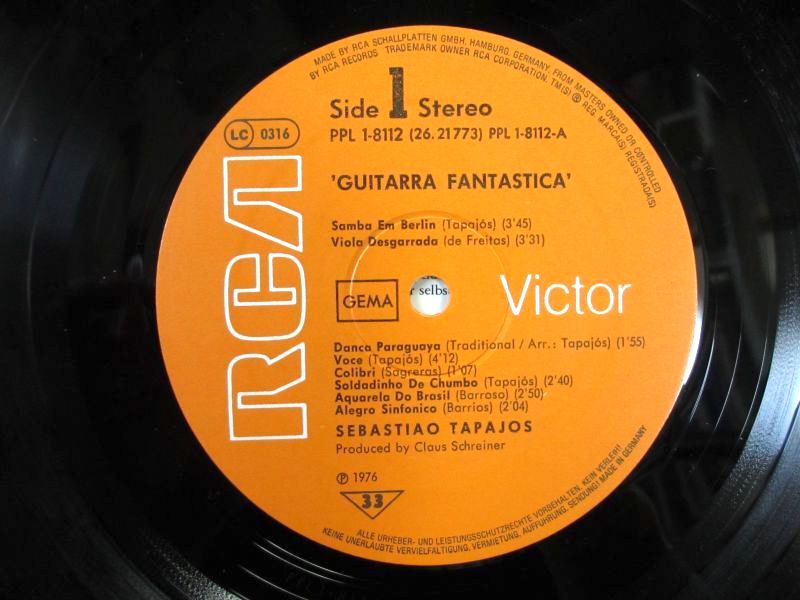 MADE BY RCA SCHALLPLATTEN GMBH, HAMBURG, GERMANY, FROM MASTERS OWNED OR CONTROLLED
BY RCA RECORDS TRADEMARK OWNER RCA CORPORATION. TM(S) ® REG. MARCA(S) REGISTRADA(S)
Side 1 Stereo
LC 0316
PPL 1-8112 (26.21773) PPL 1-8112-A
'GUITARRA FANTASTICA'
Samba Em Berlin (Tapajós) (3'45)
Viola Desgarrada (de Freitas) (3'31)
RCA
GEMA
selbs
Victor
Danca Paraguaya (Traditional / Arr.: Tapajós) (1'55)
Voce (Tapajós) (4'12)
Colibri (Sagreras) (1'07)
Soldadinho De Chumbo (Tapajós) (2'40)
Aquarela Do Brasil (Barroso) (2'50)
Alegro Sinfonico (Barrios) (2'04)
SEBASTIAO TAPAJOS
Produced by Claus Schreiner
℗ 1976
33
ALLE URHEBER- UND LEISTUNGSSCHUTZRECHTE VORBEHALTEN. KEIN VERLEIH!
KEINE UNERLAUBTE VERVIELFÄLTIGUNG, VERMIETUNG, AUFFÜHRUNG, SENDUNG! MADE IN GERMANY